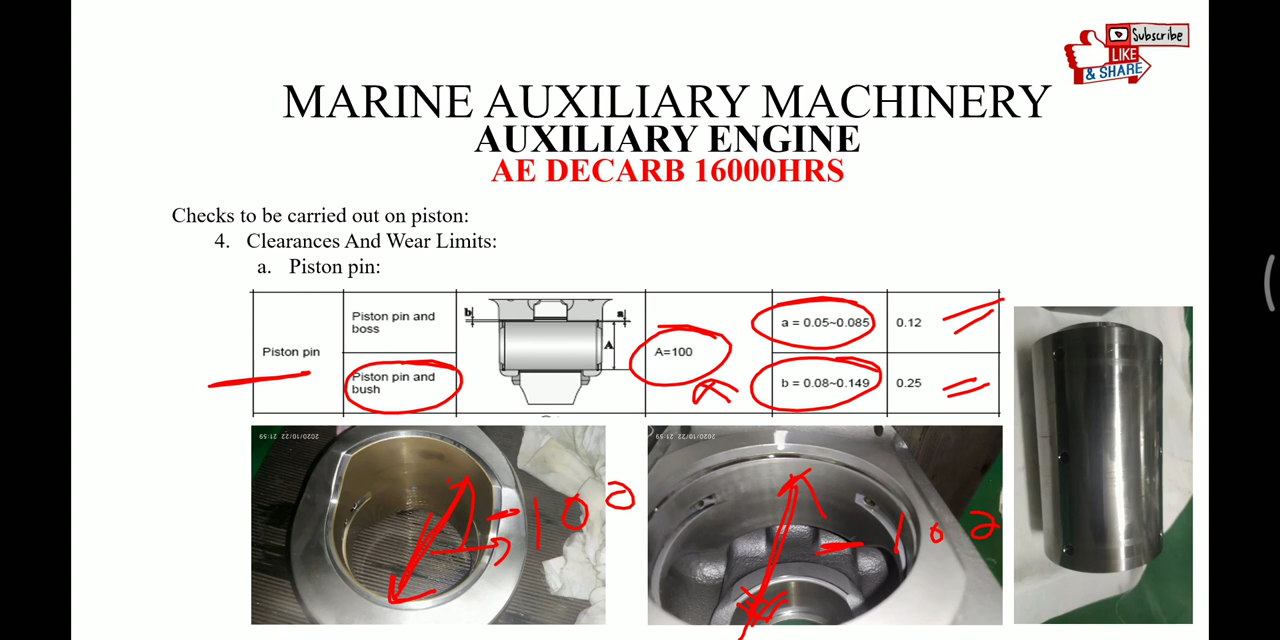 Subscribe
LIKE
& SHARE
MARINE AUXILIARY MACHINERY
AUXILIARY ENGINE
AE DECARB 16000HRS
Checks to be carried out on piston:
4. Clearances And Wear Limits:
a. Piston pin:
Piston pin
Piston pin and
boss
b
a
A
A=100
a = 0.05~0.085
0.12
Piston pin and
bush
b = 0.08~0.149
0.25
2020/10/22 21:59
2020/10/22 21:59
100